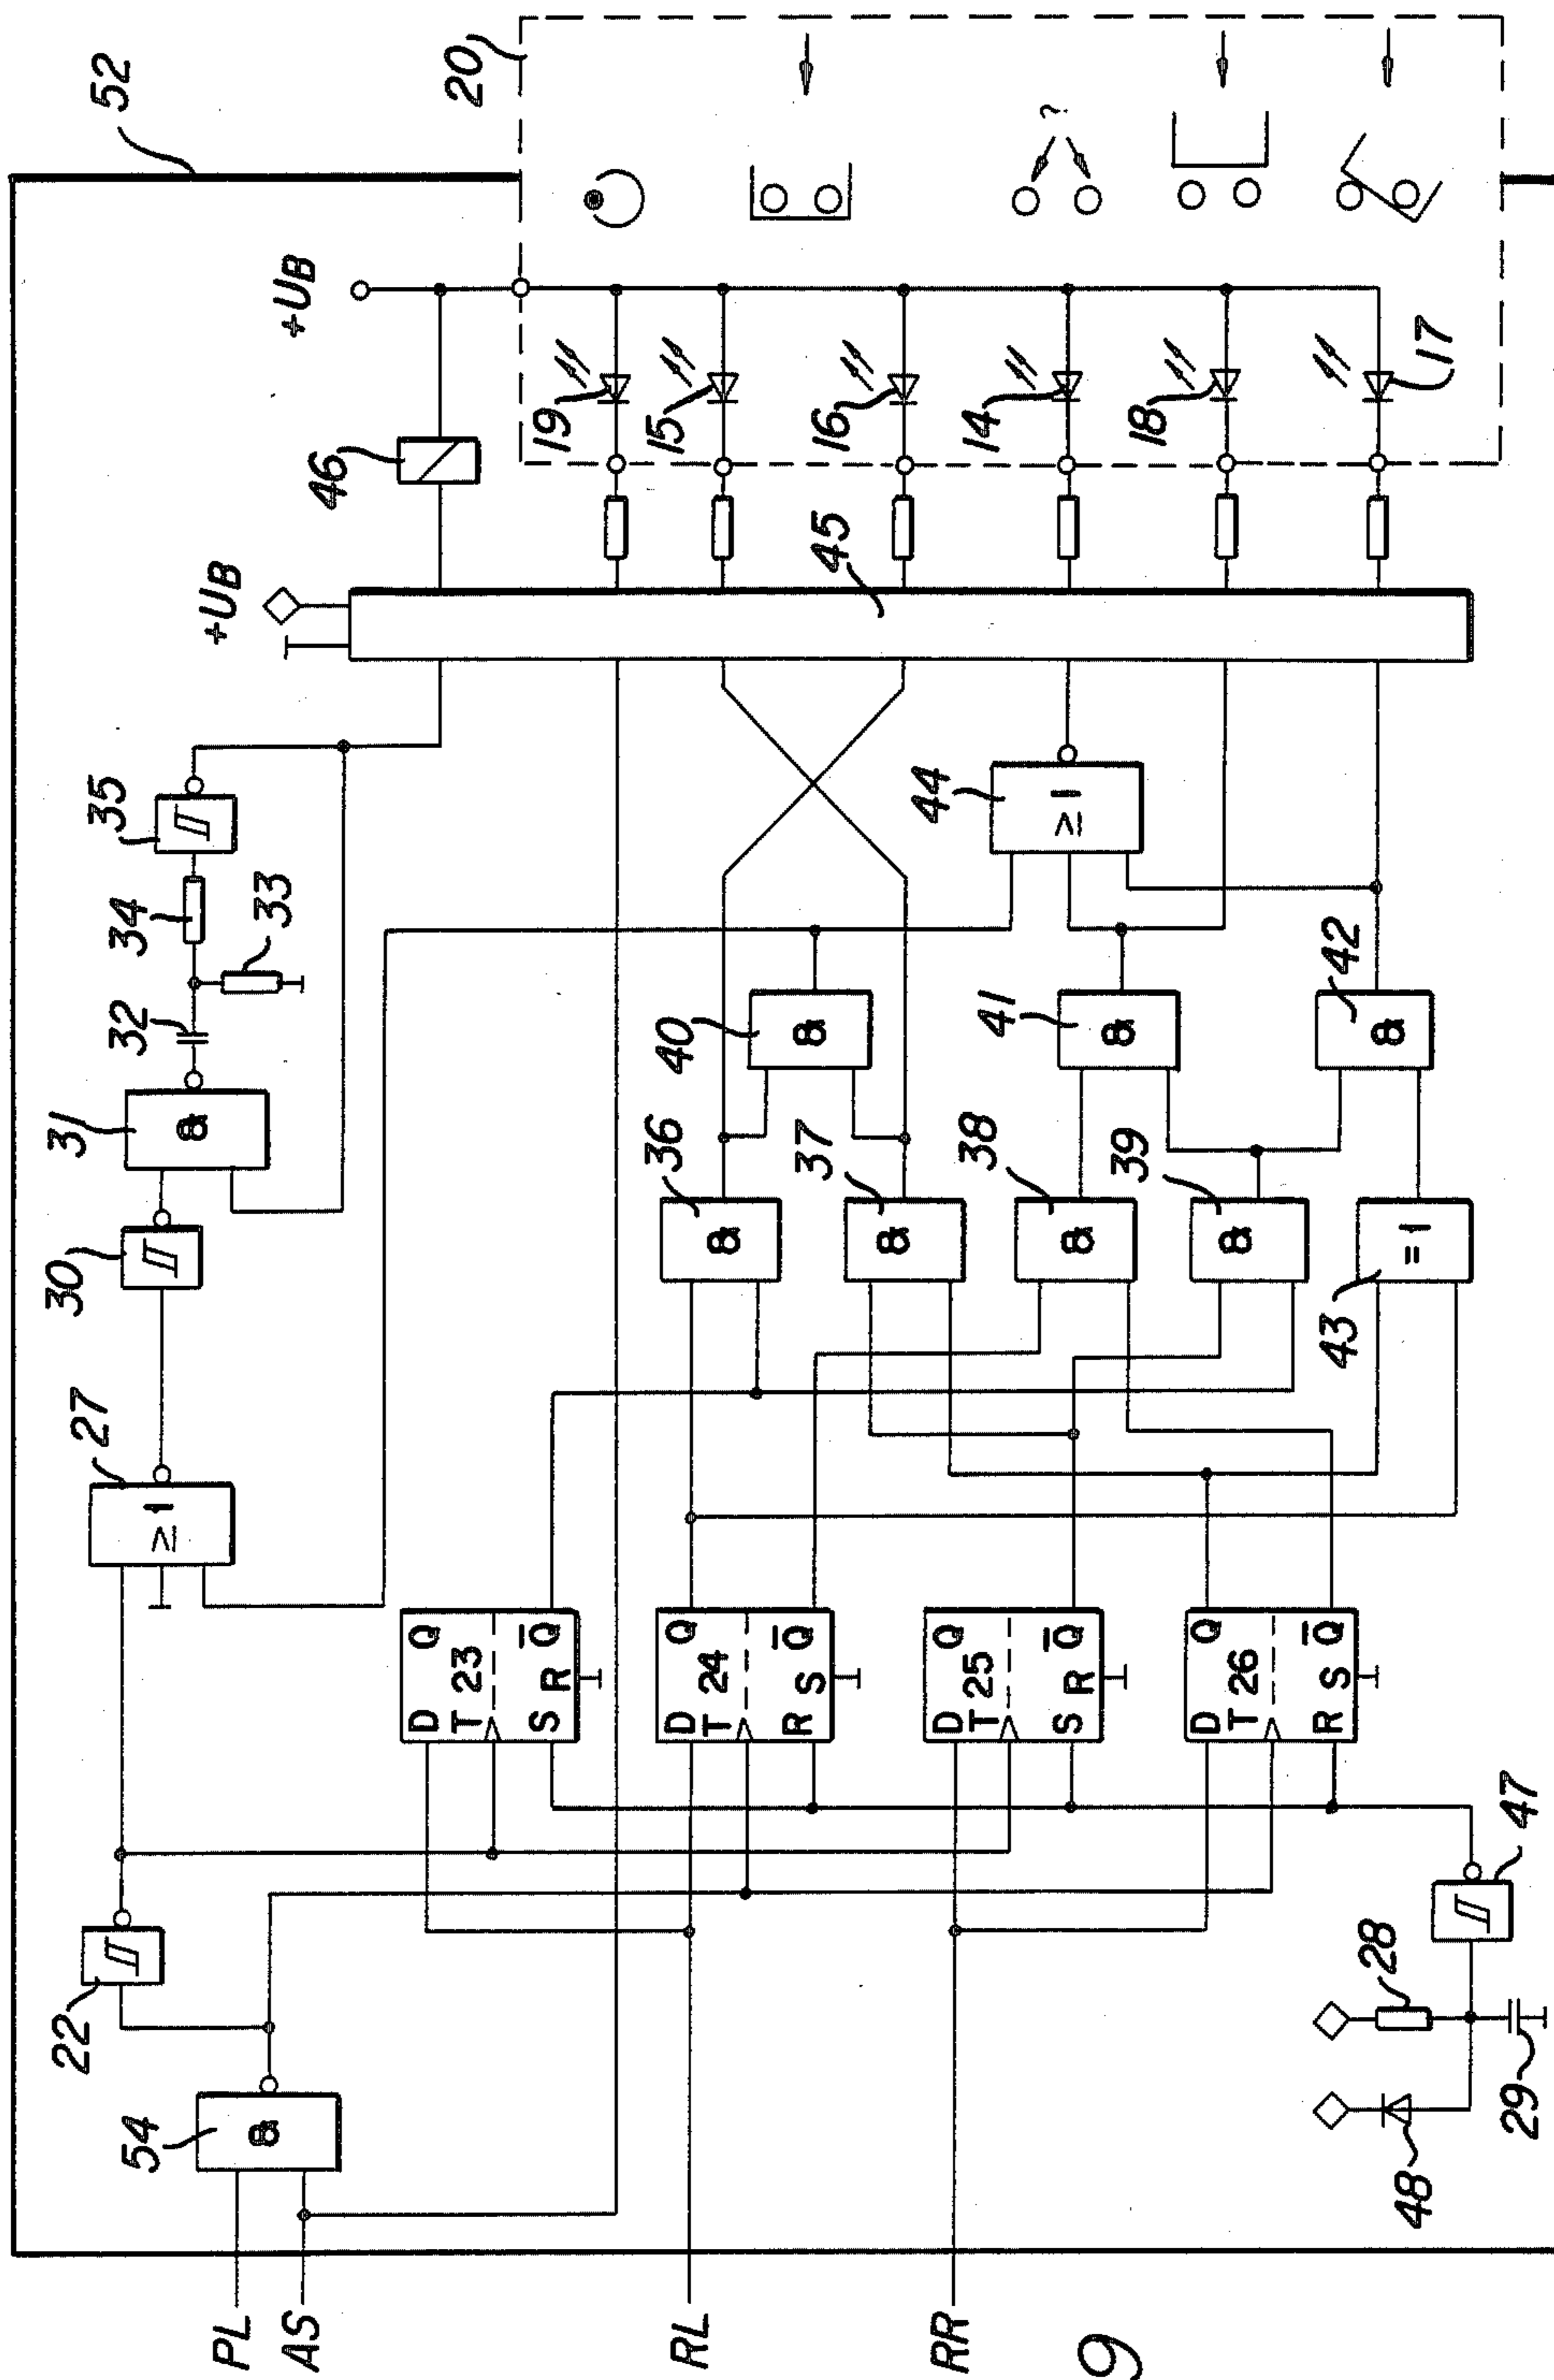 PL
AS
RL
RR
54
&
22
27
≥1
30
31
&
32
33
34
35
52
D Q
T 23
S R Q̅
D Q
T 24
R S Q̅
D Q
T 25
S R Q̅
D Q
T 26
R S Q̅
36
&
37
&
38
&
39
&
43
=1
40
&
41
&
42
&
44
≥1
45
+UB
46
+UB
20
19
15
16
14
18
17
?
48
28
29
47
9